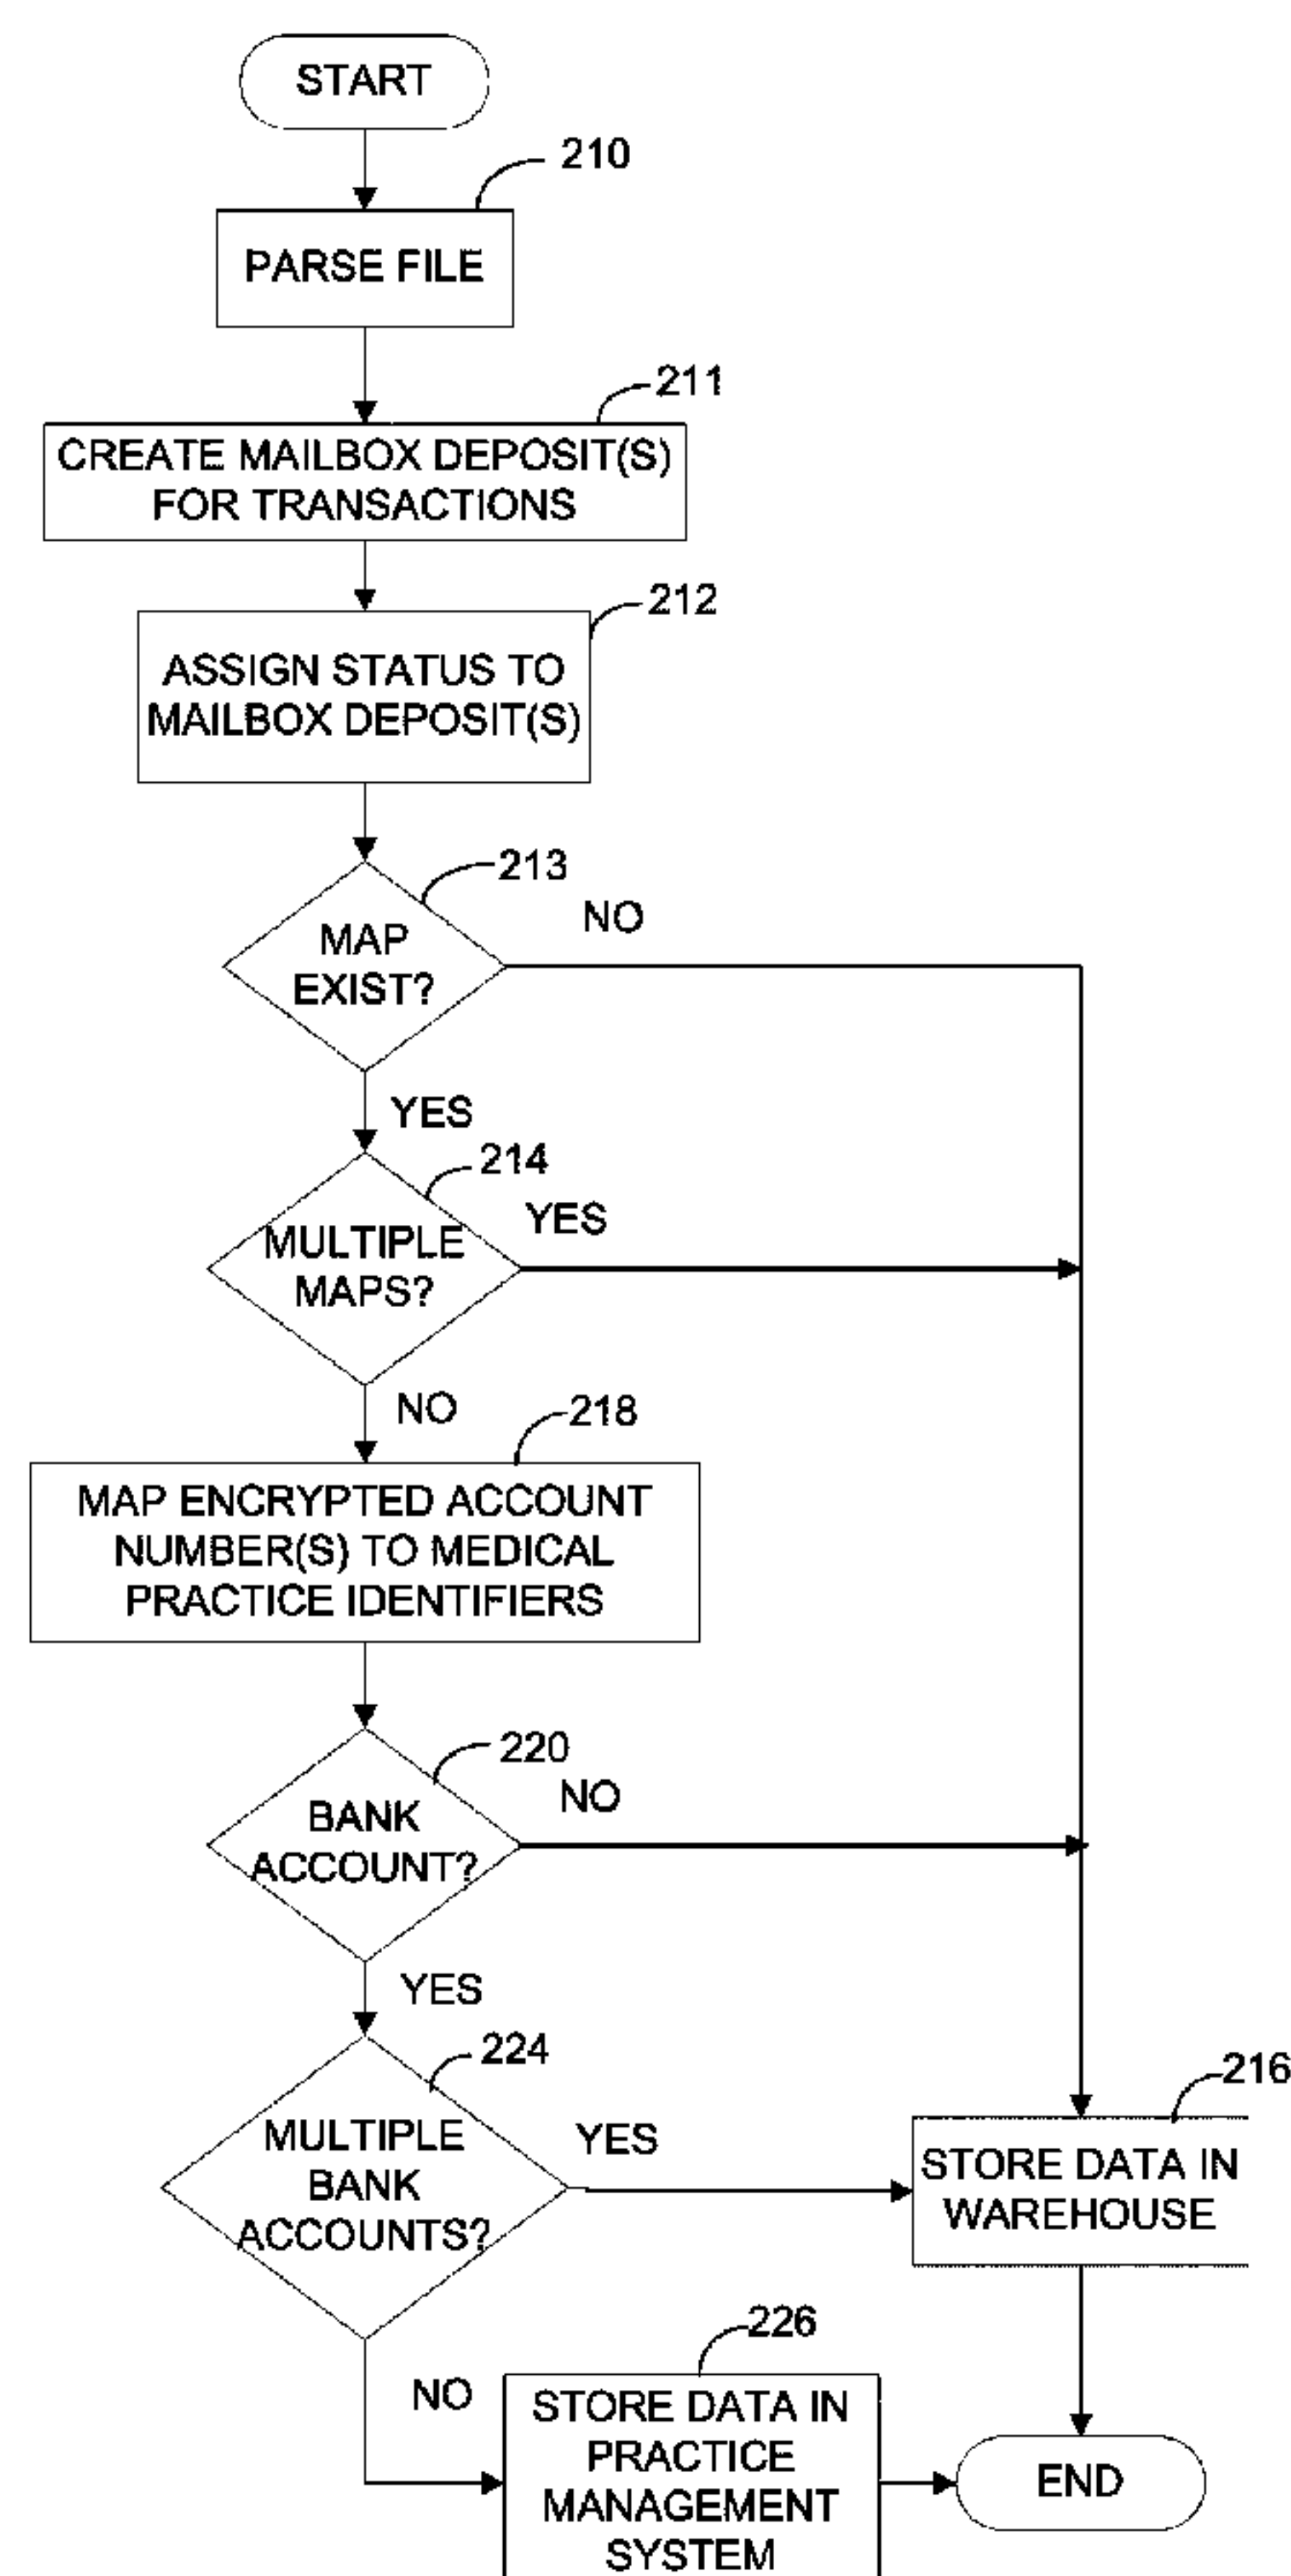 START
210
PARSE FILE
211
CREATE MAILBOX DEPOSIT(S)
FOR TRANSACTIONS
212
ASSIGN STATUS TO
MAILBOX DEPOSIT(S)
213
NO
MAP
EXIST?
YES
214
YES
MULTIPLE
MAPS?
NO
218
MAP ENCRYPTED ACCOUNT
NUMBER(S) TO MEDICAL
PRACTICE IDENTIFIERS
220
NO
BANK
ACCOUNT?
YES
224
216
MULTIPLE
BANK
ACCOUNTS?
YES
STORE DATA IN
WAREHOUSE
226
NO
STORE DATA IN
PRACTICE
MANAGEMENT
SYSTEM
END